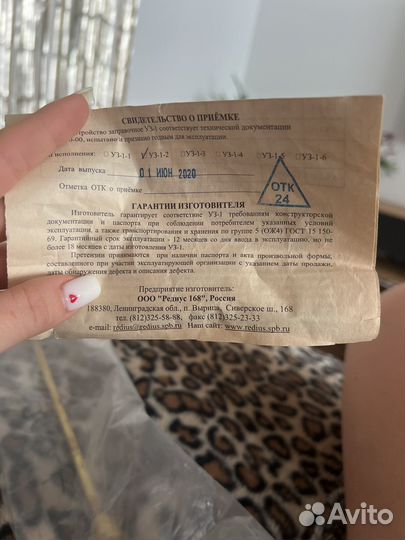 СВИДЕТЕЛЬСТВО О ПРИЁМКЕ
стройство заправочное УЗ-1 соответствует технической документации
0-00, испытано и признано годным для эксплуатации.
исполнения: УЗ-1-1 УЗ-1-2 УЗ-1-3 УЗ-1-4 УЗ-1-5 УЗ-1-6
Дата выпуска 01 ИЮН 2020
Отметка ОТК о приёмке
ОТК
24
ГАРАНТИИ ИЗГОТОВИТЕЛЯ
Изготовитель гарантирует соответствие УЗ-1 требованиям конструкторской
документации и паспорта при соблюдении потребителем указанных условий
эксплуатации, а также транспортирования и хранения по группе 5 (ОЖ4) ГОСТ 15 150-
69. Гарантийный срок эксплуатации - 12 месяцев со дня ввода в эксплуатацию, но не
более 18 месяцев с даты изготовления УЗ-1.
Претензии принимаются при наличии паспорта и акта произвольной формы,
составленного при участии эксплуатирующей организации с указанием даты продажи,
даты обнаружения дефекта и описания дефекта.
Предприятие изготовитель:
ООО "Редиус 168", Россия
188380, Ленинградская обл., п. Вырица, Сиверское ш., 168
тел. (812)325-58-88, факс (812)325-23-33
e-mail: redius@redius.spb.ru Наш сайт: www.redius.spb.ru
Avito